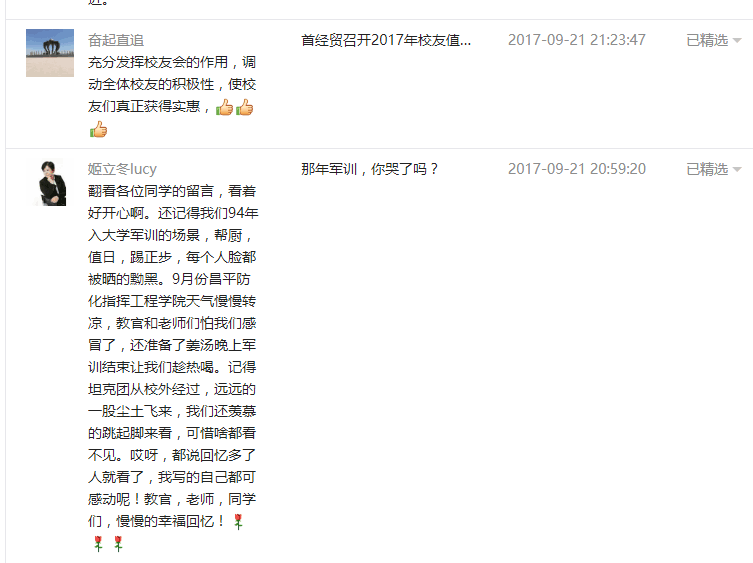 进。
奋起直追 首经贸召开2017年校友值... 2017-09-21 21:23:47 已精选
充分发挥校友会的作用，调
动全体校友的积极性，使校
友们真正获得实惠，👍👍
👍
姬立冬lucy 那年军训，你哭了吗？ 2017-09-21 20:59:20 已精选
翻看各位同学的留言，看着
好开心啊。还记得我们94年
入大学军训的场景，帮厨，
值日，踢正步，每个人脸都
被晒的黝黑。9月份昌平防
化指挥工程学院天气慢慢转
凉，教官和老师们怕我们感
冒了，还准备了姜汤晚上军
训结束让我们趁热喝。记得
坦克团从校外经过，远远的
一股尘土飞来，我们还羡慕
的跳起脚来看，可惜啥都看
不见。哎呀，都说回忆多了
人就看了，我写的自己都可
感动呢！教官，老师，同学
们，慢慢的幸福回忆！🌹
🌹🌹